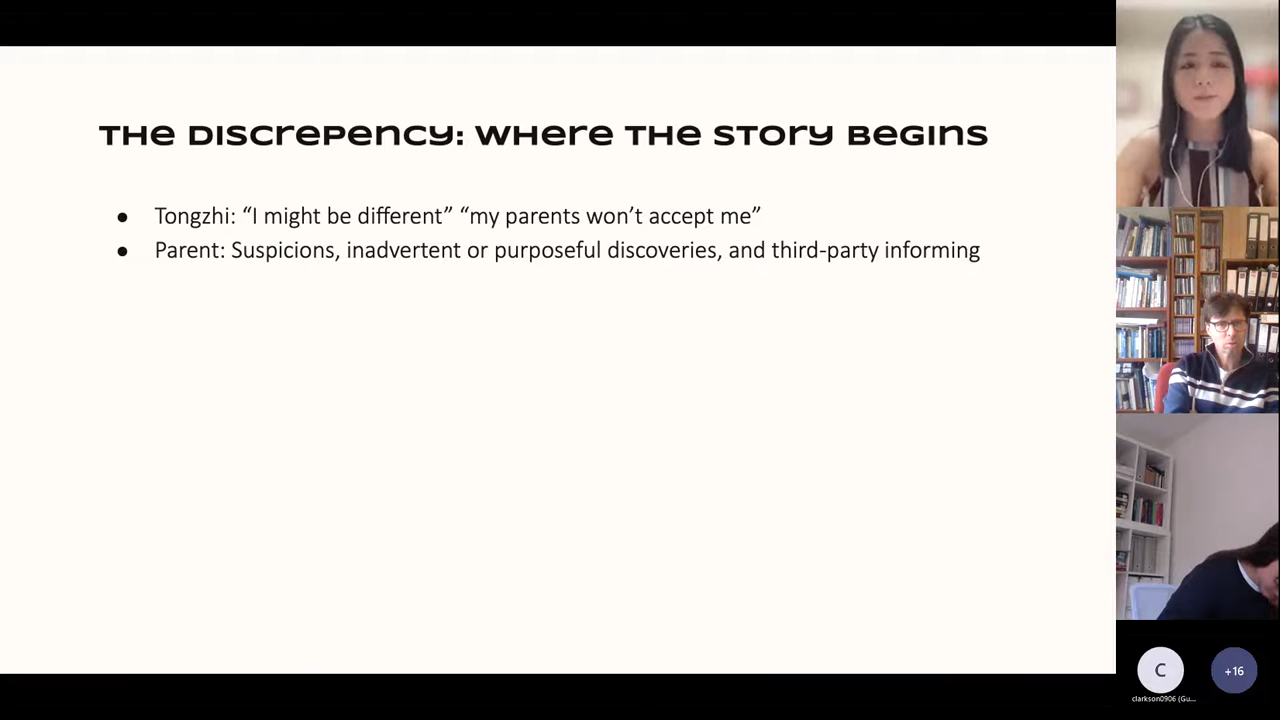 The Discrepency: Where the Story Begins
● Tongzhi: “I might be different” “my parents won’t accept me”
● Parent: Suspicions, inadvertent or purposeful discoveries, and third-party informing
C
+16
clarkson0906 (Gu...